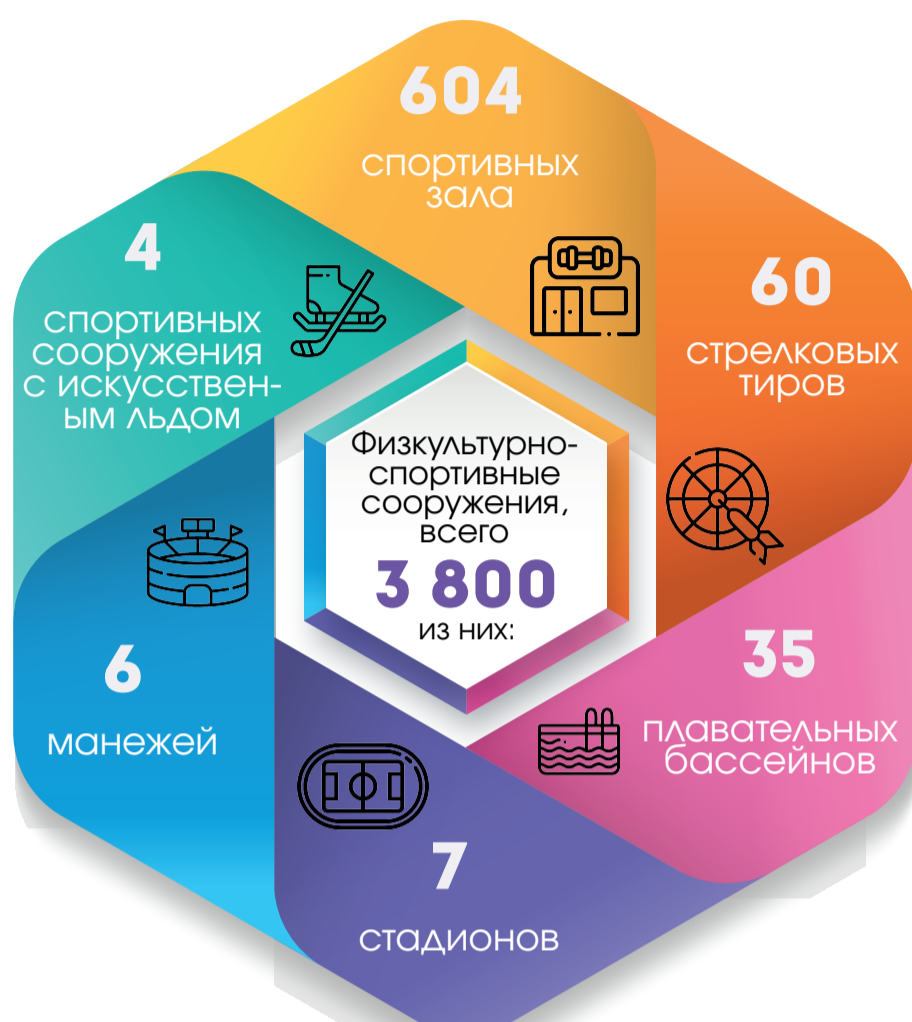 604
спортивных
зала
4
спортивных
сооружения
с искусствен-
ым льдом
60
стрелковых
тиров
Физкультурно-
спортивные
сооружения,
всего
3 800
из них:
6
манежей
35
плавательных
бассейнов
7
стадионов